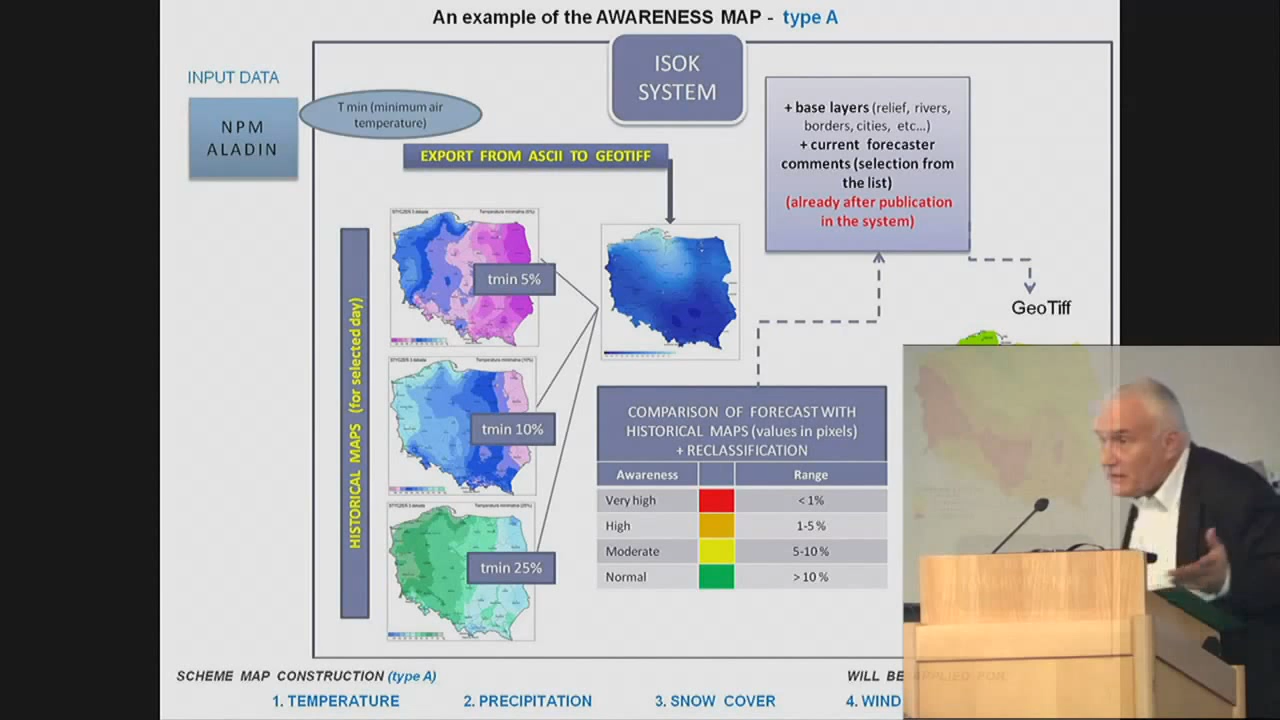 An example of the AWARENESS MAP - type A
INPUT DATA
NPM
ALADIN
T min (minimum air
temperature)
ISOK
SYSTEM
EXPORT FROM ASCII TO GEOTIFF
+ base layers (relief, rivers,
borders, cities, etc...)
+ current forecaster
comments (selection from
the list)
(already after publication
in the system)
GeoTiff
HISTORICAL MAPS (for selected day)
tmin 5%
tmin 10%
tmin 25%
COMPARISON OF FORECAST WITH
HISTORICAL MAPS (values in pixels)
+ RECLASSIFICATION
Awareness Range
Very high < 1%
High 1-5 %
Moderate 5-10 %
Normal > 10 %
SCHEME MAP CONSTRUCTION (type A)
WILL BE APPLIED FOR
1. TEMPERATURE 2. PRECIPITATION 3. SNOW COVER 4. WIND